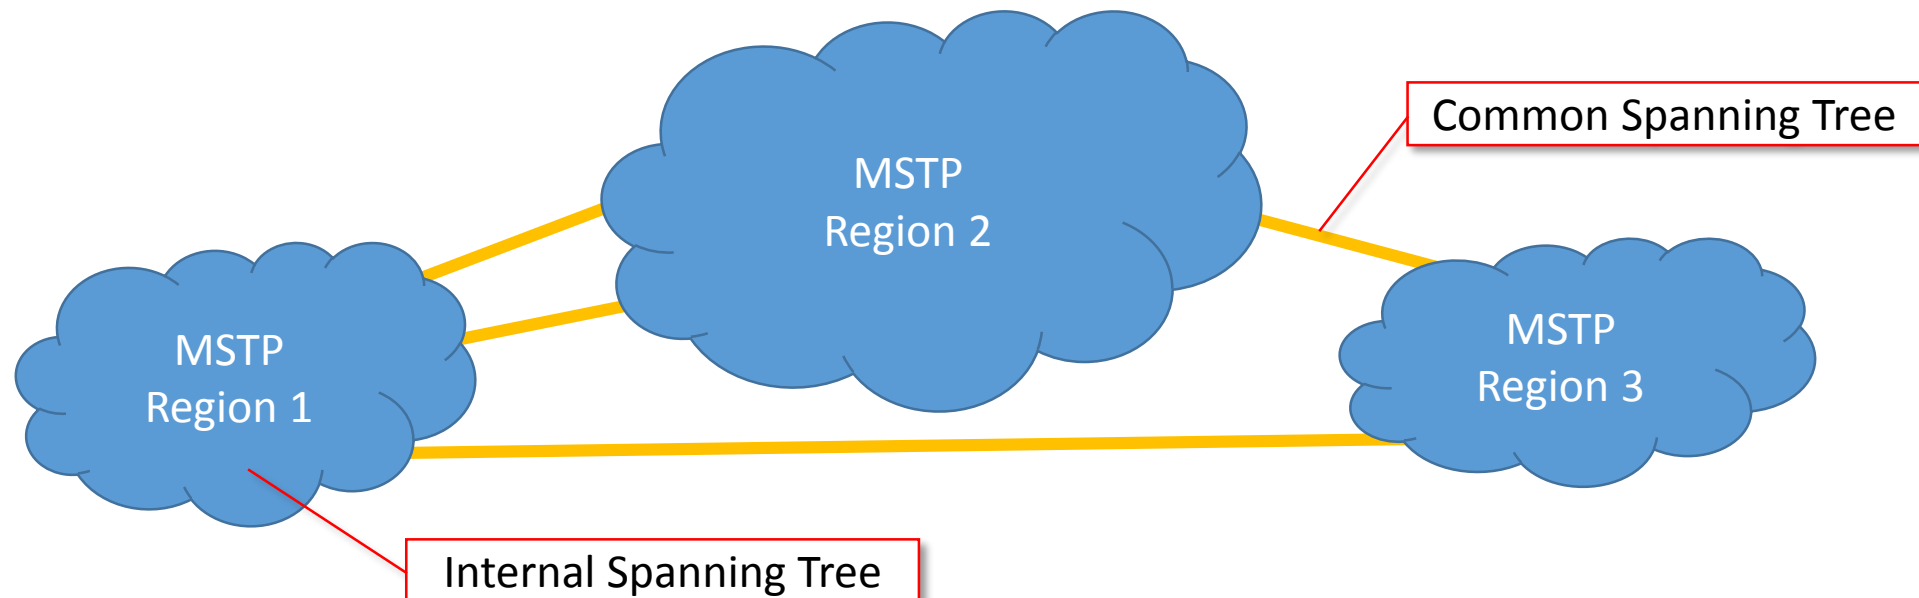 Common Spanning Tree
MSTP
Region 2
MSTP
Region 1
MSTP
Region 3
Internal Spanning Tree